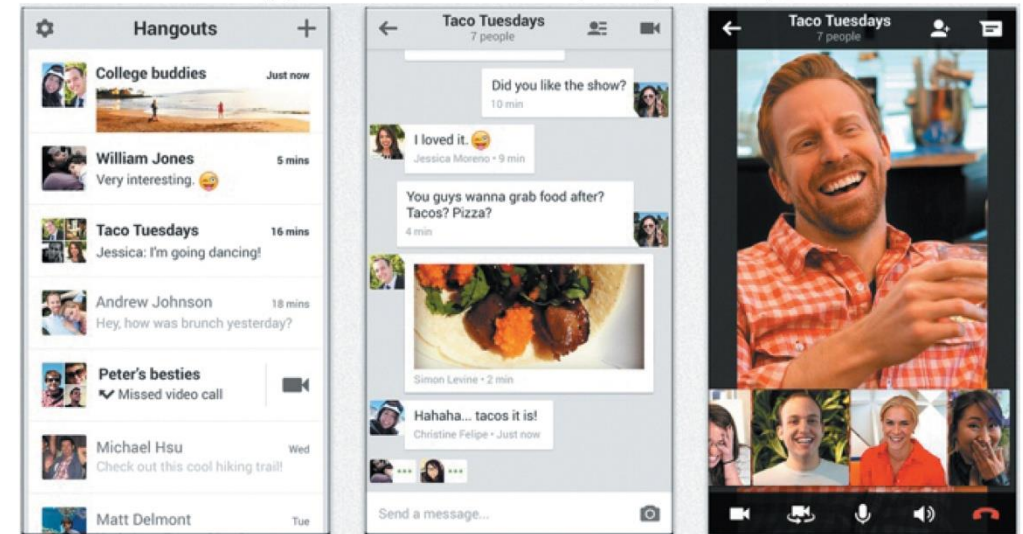 Hangouts
College buddies
Just now
William Jones
5 mins
Very interesting.
Taco Tuesdays
16 mins
Jessica: I'm going dancing!
Andrew Johnson
18 mins
Hey, how was brunch yesterday?
Peter's besties
Missed video call
Michael Hsu
Wed
Check out this cool hiking trail!
Matt Delmont
Tue
Taco Tuesdays
7 people
Did you like the show?
10 min
I loved it.
Jessica Moreno • 9 min
You guys wanna grab food after?
Tacos? Pizza?
4 min
Simon Levine • 2 min
Hahaha... tacos it is!
Christine Felipe • Just now
Send a message...
Taco Tuesdays
7 people